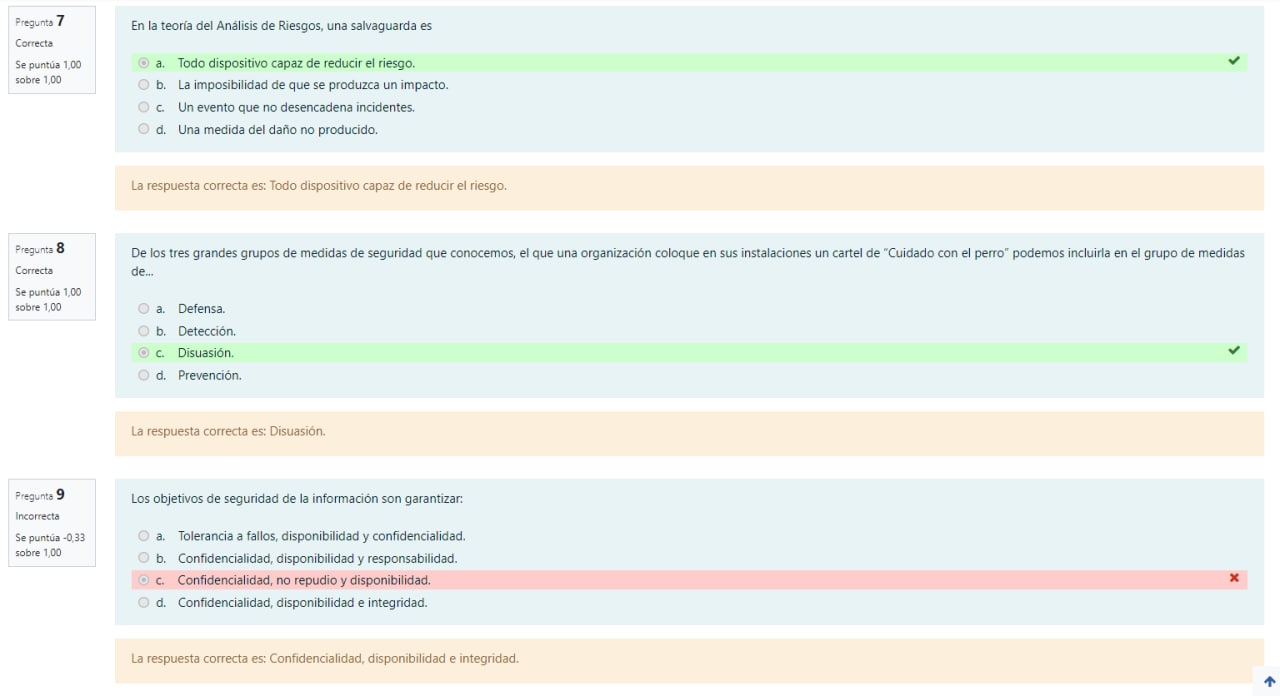 Pregunta 7
Correcta
Se puntúa 1,00
sobre 1,00
En la teoría del Análisis de Riesgos, una salvaguarda es
a. Todo dispositivo capaz de reducir el riesgo.
b. La imposibilidad de que se produzca un impacto.
c. Un evento que no desencadena incidentes.
d. Una medida del daño no producido.
La respuesta correcta es: Todo dispositivo capaz de reducir el riesgo.
Pregunta 8
Correcta
Se puntúa 1,00
sobre 1,00
De los tres grandes grupos de medidas de seguridad que conocemos, el que una organización coloque en sus instalaciones un cartel de "Cuidado con el perro" podemos incluirla en el grupo de medidas
de...
a. Defensa.
b. Detección.
c. Disuasión.
d. Prevención.
La respuesta correcta es: Disuasión.
Pregunta 9
Incorrecta
Se puntúa -0,33
sobre 1,00
Los objetivos de seguridad de la información son garantizar:
a. Tolerancia a fallos, disponibilidad y confidencialidad.
b. Confidencialidad, disponibilidad y responsabilidad.
c. Confidencialidad, no repudio y disponibilidad.
d. Confidencialidad, disponibilidad e integridad.
La respuesta correcta es: Confidencialidad, disponibilidad e integridad.